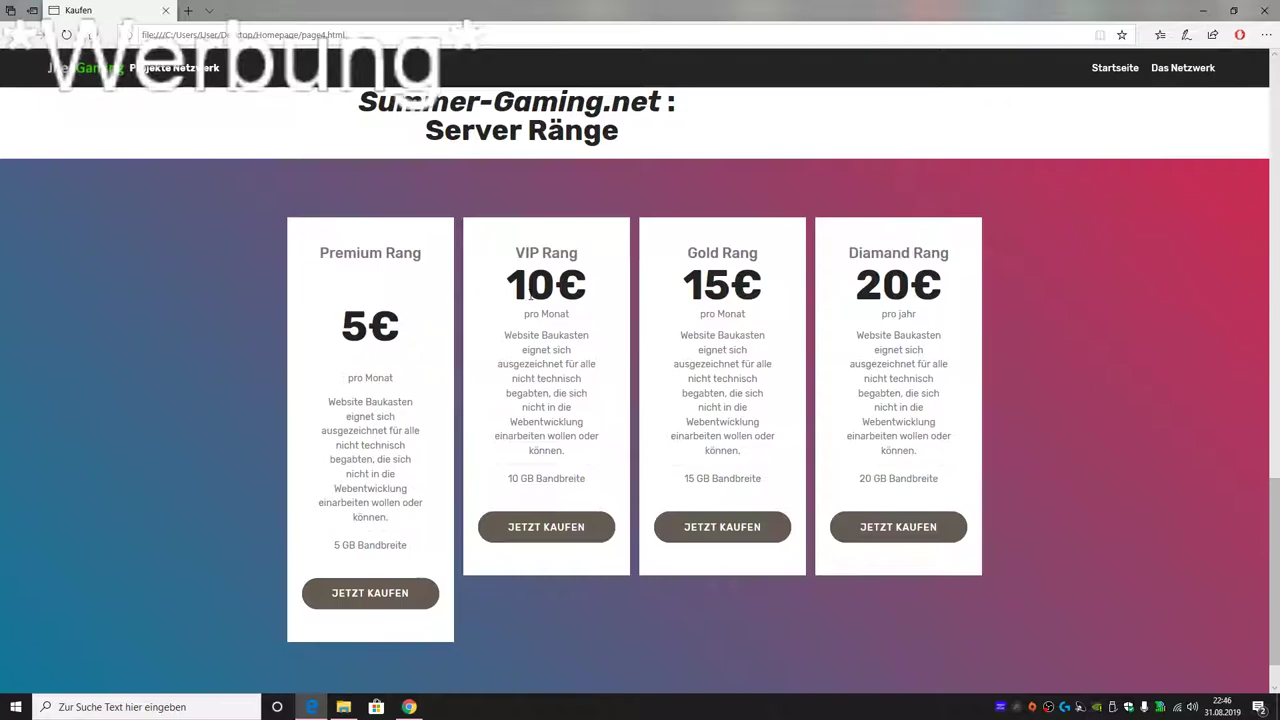 Kaufen
*Werbung*
file:///C:/Users/User/Desktop/Homepage/page4.html
Gaming Projekte Netzwerk
Startseite
Das Netzwerk
Summer-Gaming.net :
Server Ränge
Premium Rang
5€
pro Monat
Website Baukasten
eignet sich
ausgezeichnet für alle
nicht technisch
begabten, die sich
nicht in die
Webentwicklung
einarbeiten wollen oder
können.
5 GB Bandbreite
JETZT KAUFEN
VIP Rang
10€
pro Monat
Website Baukasten
eignet sich
ausgezeichnet für alle
nicht technisch
begabten, die sich
nicht in die
Webentwicklung
einarbeiten wollen oder
können.
10 GB Bandbreite
JETZT KAUFEN
Gold Rang
15€
pro Monat
Website Baukasten
eignet sich
ausgezeichnet für alle
nicht technisch
begabten, die sich
nicht in die
Webentwicklung
einarbeiten wollen oder
können.
15 GB Bandbreite
JETZT KAUFEN
Diamand Rang
20€
pro jahr
Website Baukasten
eignet sich
ausgezeichnet für alle
nicht technisch
begabten, die sich
nicht in die
Webentwicklung
einarbeiten wollen oder
können.
20 GB Bandbreite
JETZT KAUFEN
Zur Suche Text hier eingeben
22:46
31.08.2019